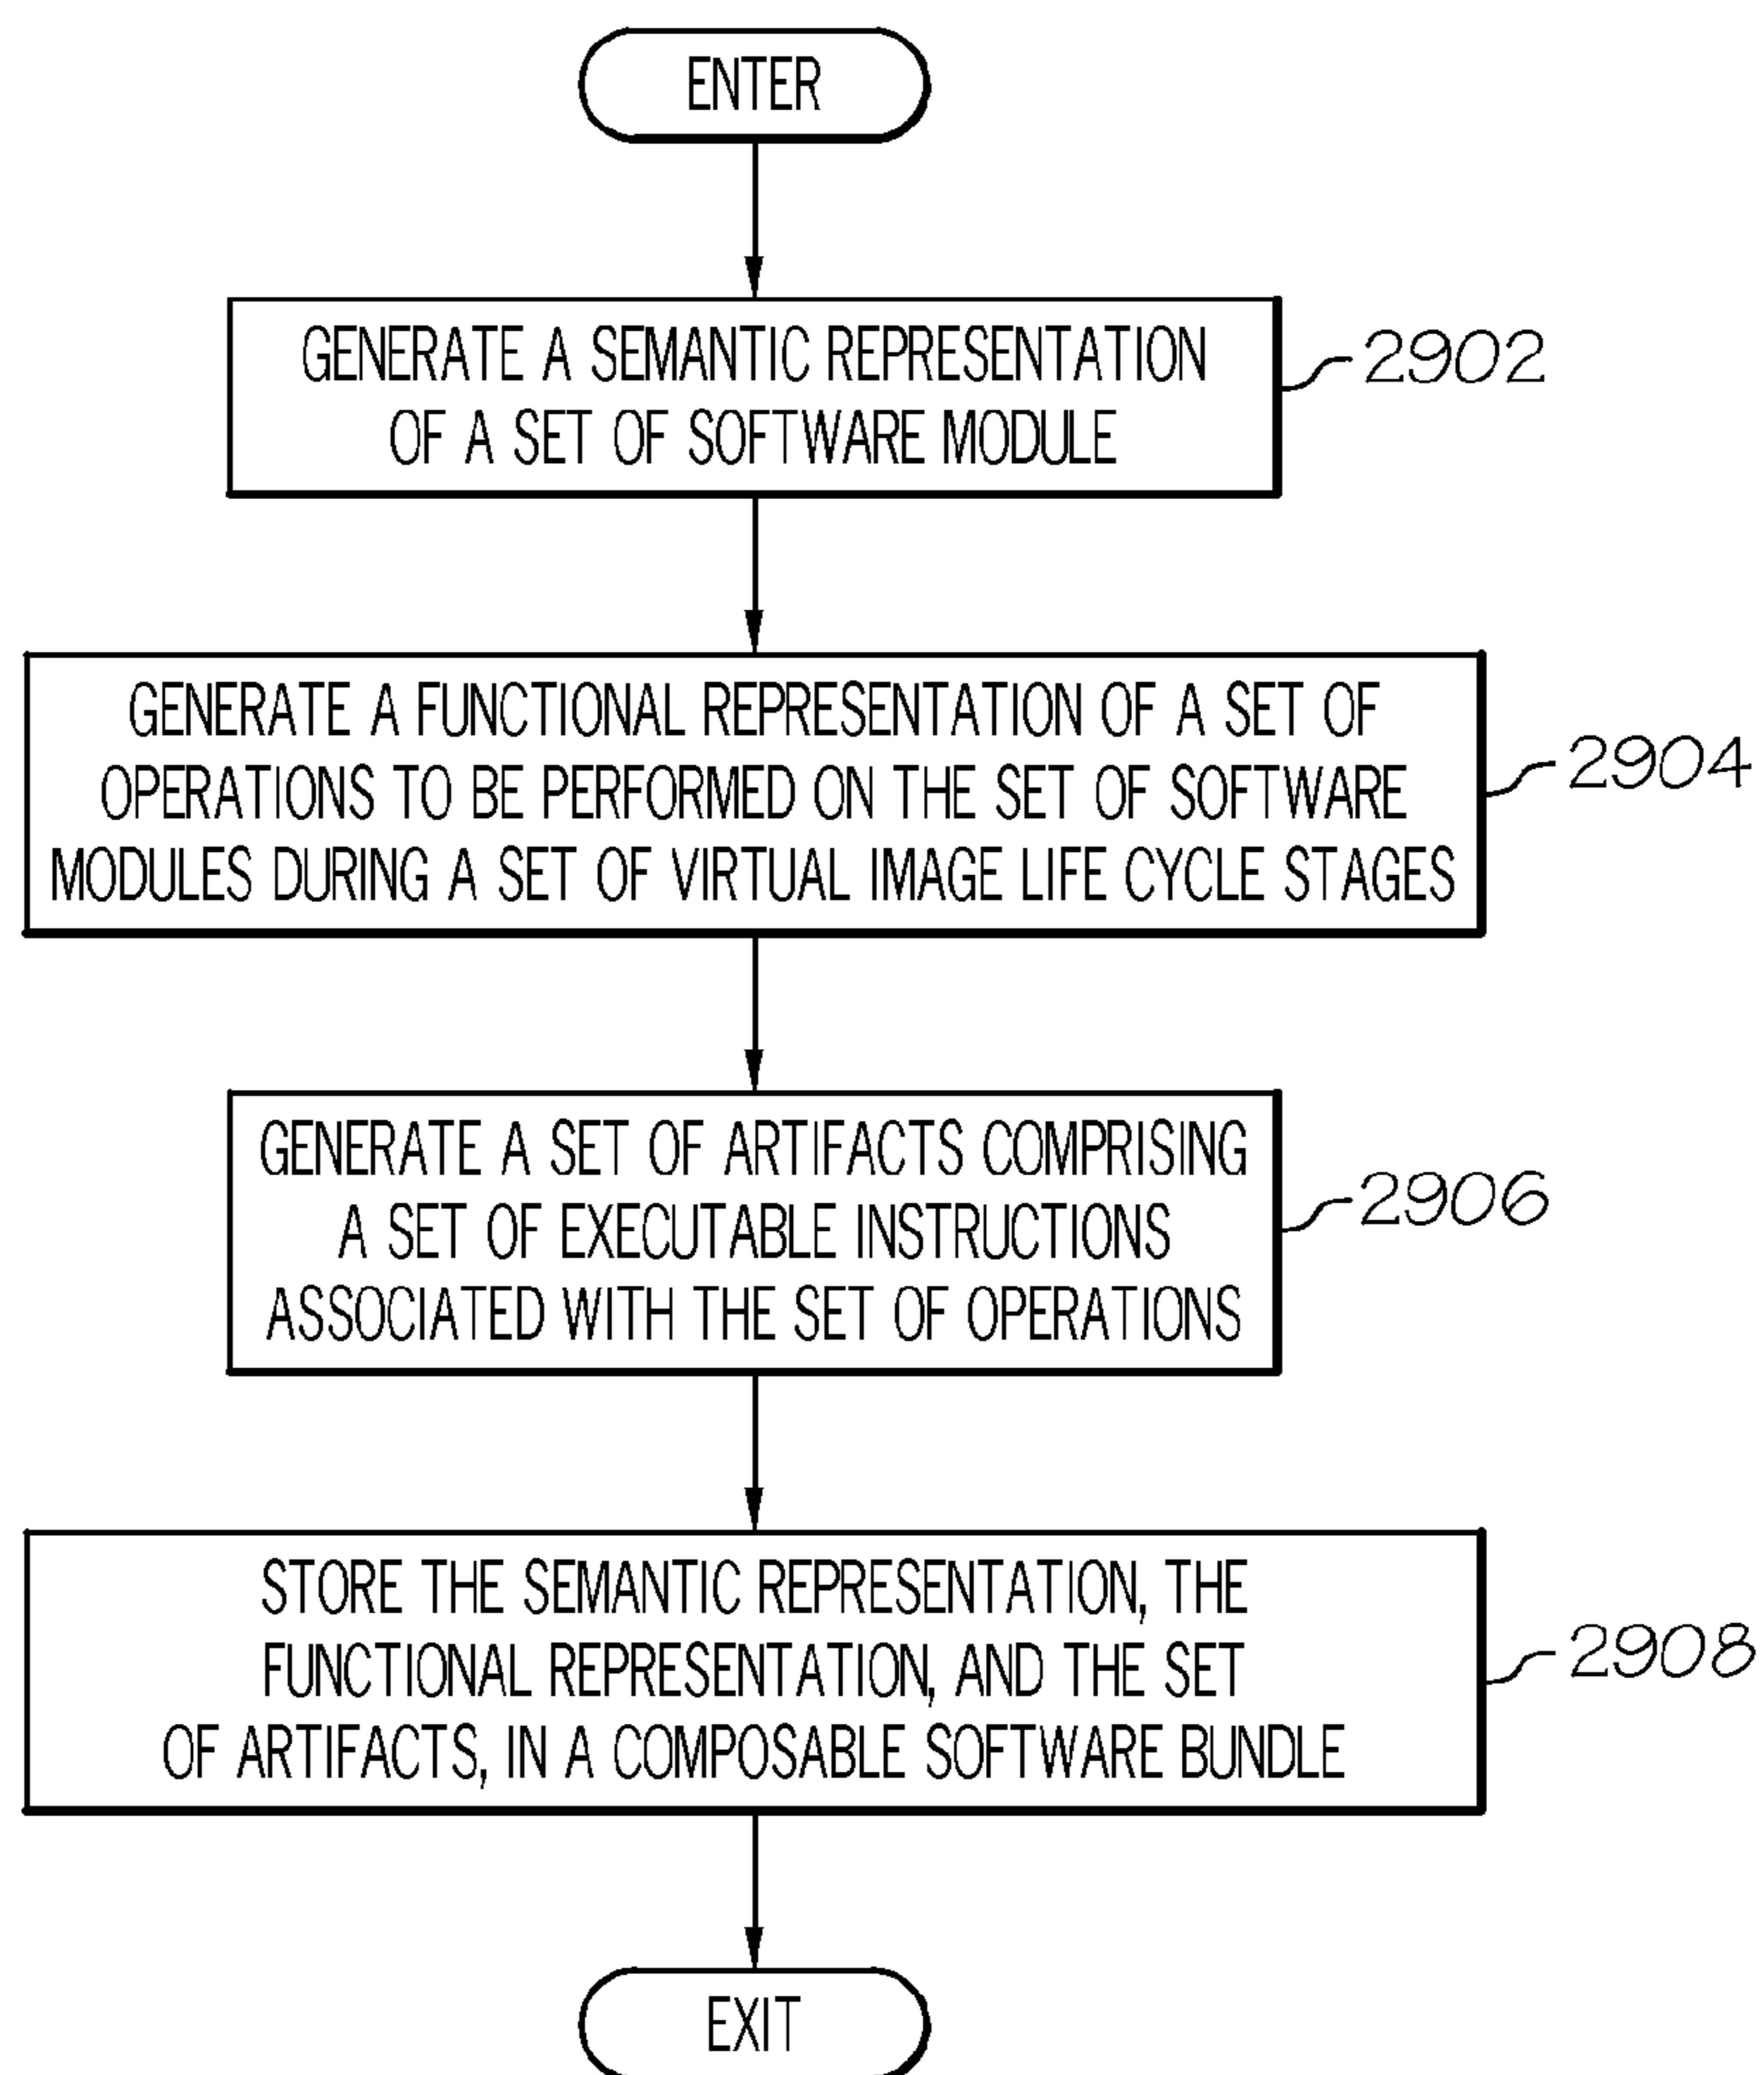 ENTER
GENERATE A SEMANTIC REPRESENTATION
OF A SET OF SOFTWARE MODULE
2902
GENERATE A FUNCTIONAL REPRESENTATION OF A SET OF
OPERATIONS TO BE PERFORMED ON THE SET OF SOFTWARE
MODULES DURING A SET OF VIRTUAL IMAGE LIFE CYCLE STAGES
2904
GENERATE A SET OF ARTIFACTS COMPRISING
A SET OF EXECUTABLE INSTRUCTIONS
ASSOCIATED WITH THE SET OF OPERATIONS
2906
STORE THE SEMANTIC REPRESENTATION, THE
FUNCTIONAL REPRESENTATION, AND THE SET
OF ARTIFACTS, IN A COMPOSABLE SOFTWARE BUNDLE
2908
EXIT